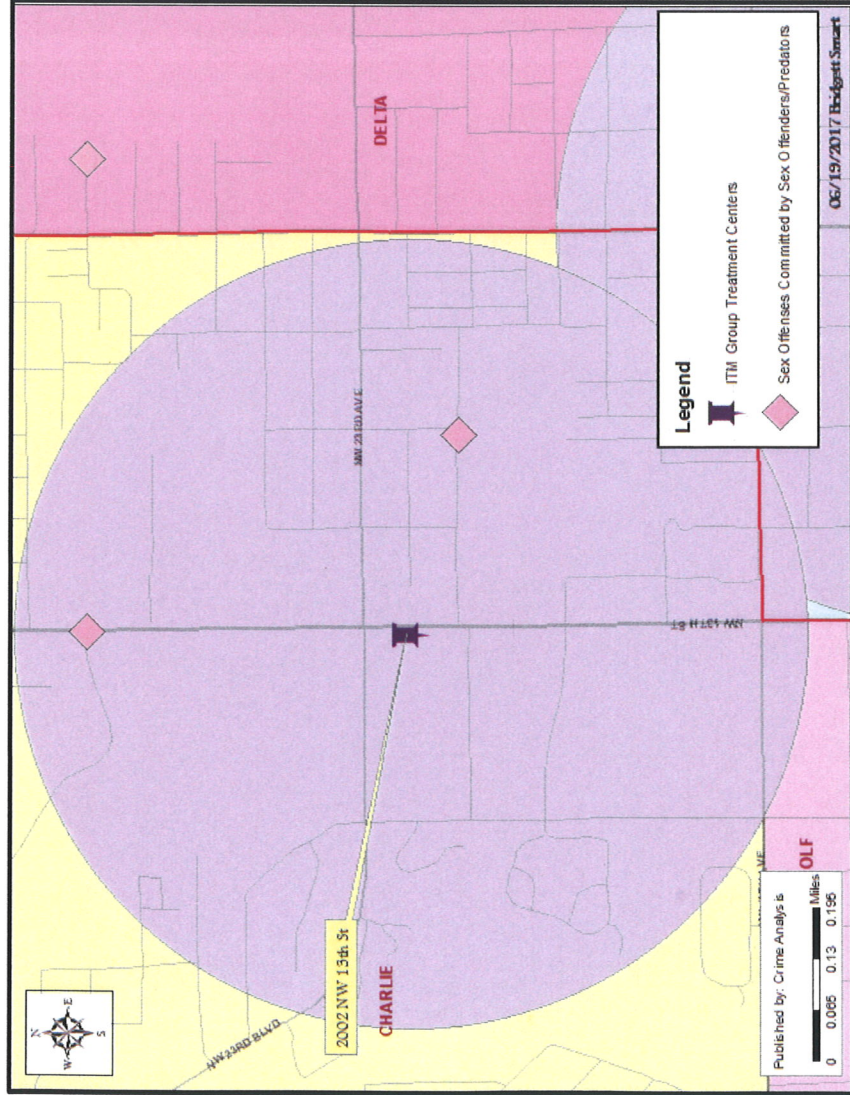 N
W
E
S
NW 23RD BLVD
2002 NW 13th St
CHARLIE
NW 23RD AVE
DELTA
NW 13TH ST
OLF
Published by: Crime Analysis
Miles
0 0.065 0.13 0.195
Legend
ITM Group Treatment Centers
Sex Offenses Committed by Sex Offenders/Predators
06/19/2017 Bridgett Smart